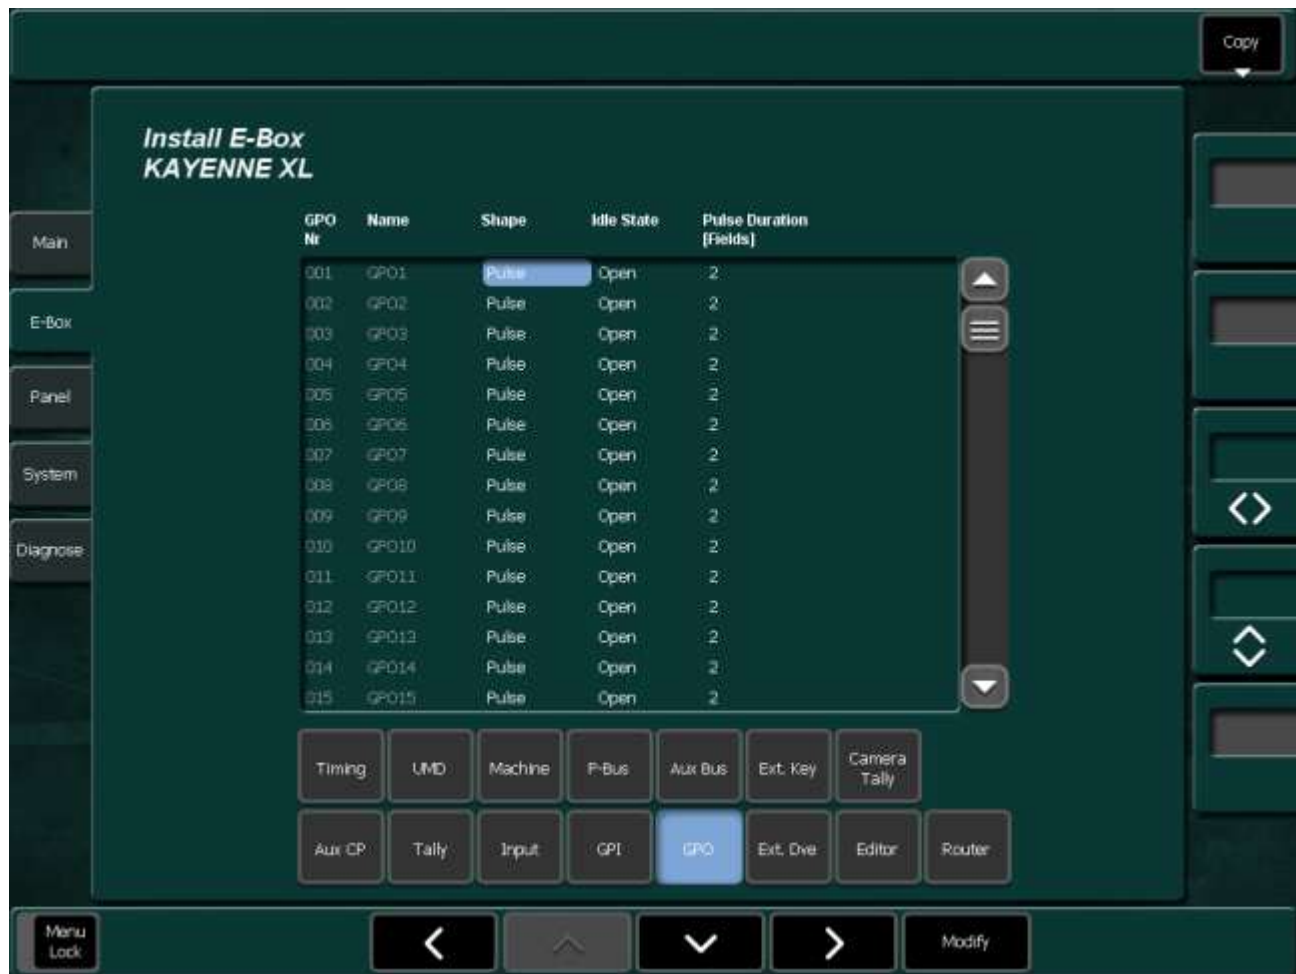 Copy
Install E-Box
KAYENNE XL
Main
E-Box
Panel
System
Diagnose
GPO Nr Name Shape Idle State Pulse Duration [Fields]
001 GPO1 Pulse Open 2
002 GPO2 Pulse Open 2
003 GPO3 Pulse Open 2
004 GPO4 Pulse Open 2
005 GPO5 Pulse Open 2
006 GPO6 Pulse Open 2
007 GPO7 Pulse Open 2
008 GPO8 Pulse Open 2
009 GPO9 Pulse Open 2
010 GPO10 Pulse Open 2
011 GPO11 Pulse Open 2
012 GPO12 Pulse Open 2
013 GPO13 Pulse Open 2
014 GPO14 Pulse Open 2
015 GPO15 Pulse Open 2
Timing UMD Machine P-Bus Aux Bus Ext. Key Camera Tally
Aux CP Tally Input GPI GPO Ext. Dve Editor Router
Menu Lock Modify